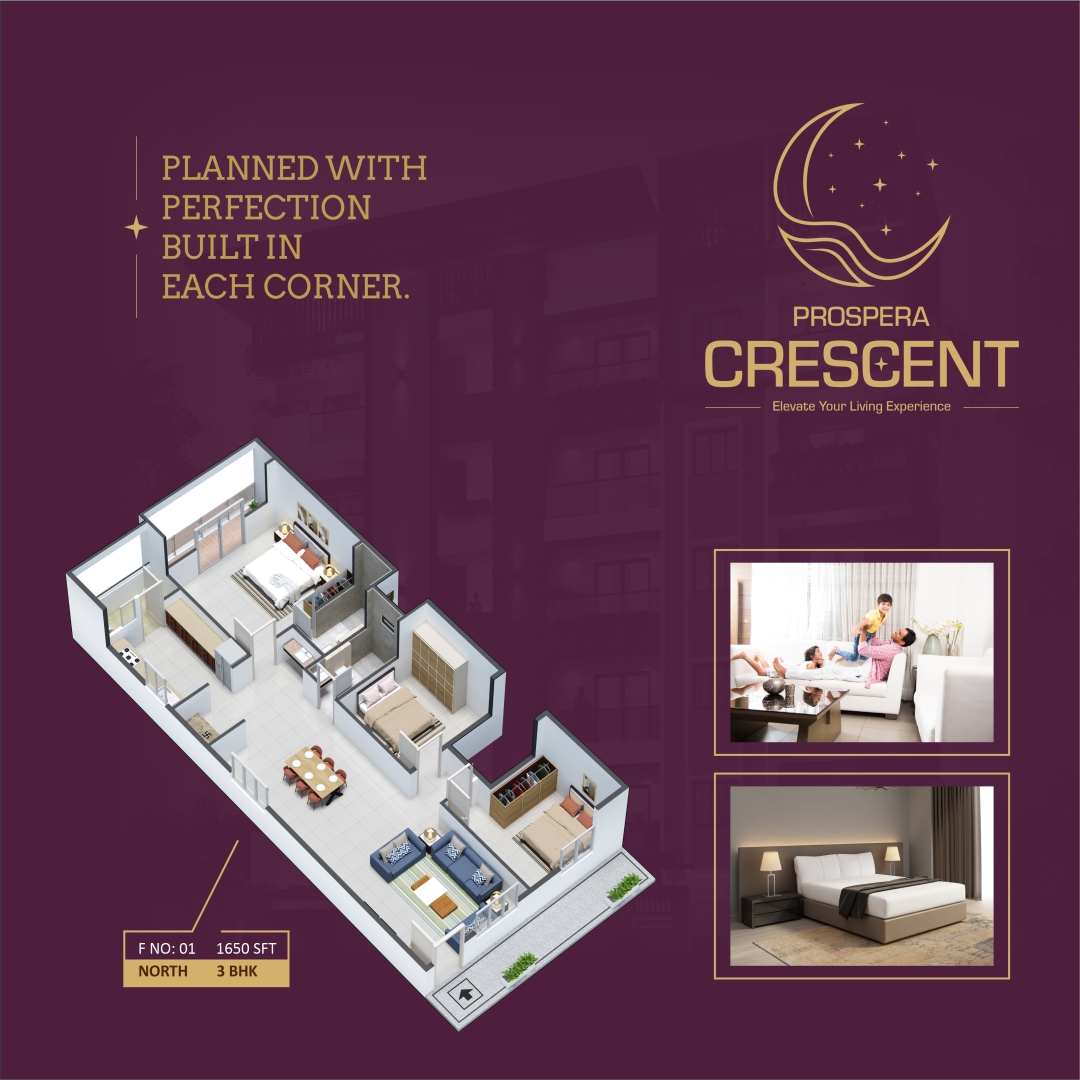 PLANNED WITH
PERFECTION
BUILT IN
EACH CORNER.
PROSPERA
CRESCENT
Elevate Your Living Experience
F NO: 01 1650 SFT
NORTH 3 BHK